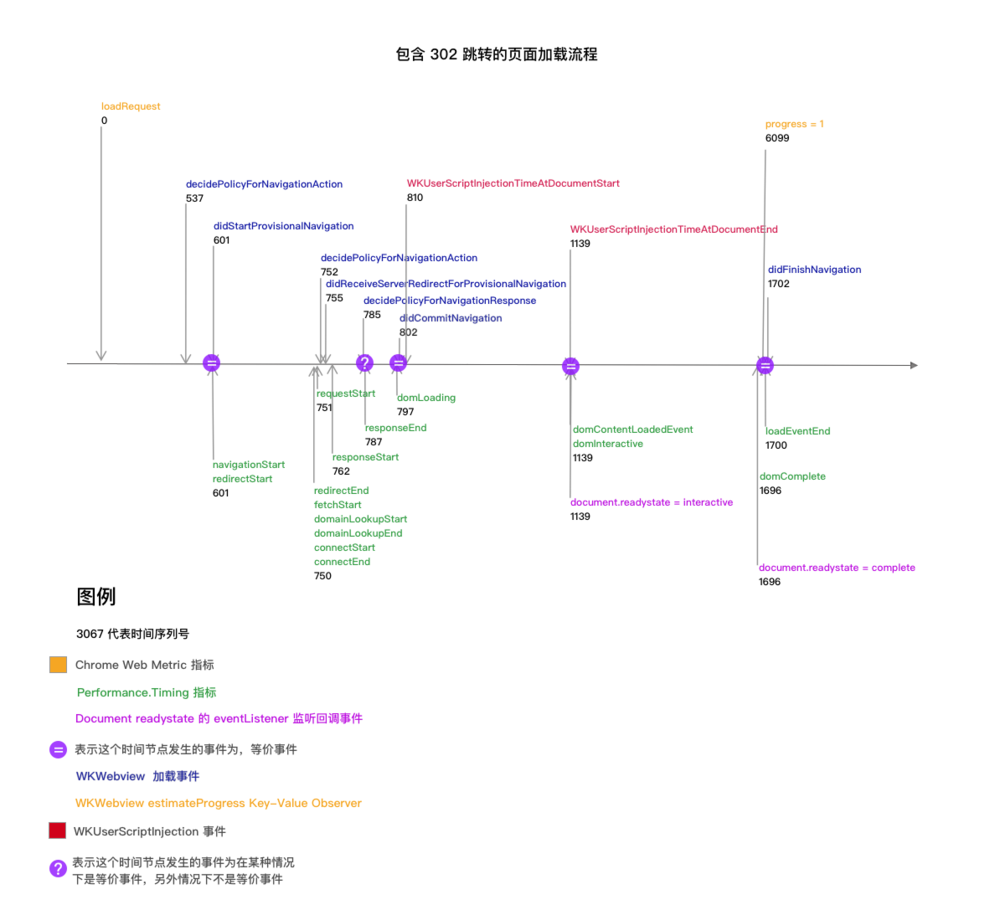 包含 302 跳转的页面加载流程
loadRequest
0
progress = 1
6099
decidePolicyForNavigationAction
537
WKUserScriptInjectionTimeAtDocumentStart
810
didStartProvisionalNavigation
601
WKUserScriptInjectionTimeAtDocumentEnd
1139
decidePolicyForNavigationAction
752
didReceiveServerRedirectForProvisionalNavigation
755
decidePolicyForNavigationResponse
785
didCommitNavigation
802
didFinishNavigation
1702
=
?
=
=
=
requestStart
751
domLoading
797
responseEnd
787
responseStart
762
navigationStart
redirectStart
601
redirectEnd
fetchStart
domainLookupStart
domainLookupEnd
connectStart
connectEnd
750
domContentLoadedEvent
domInteractive
1139
document.readystate = interactive
1139
loadEventEnd
1700
domComplete
1696
document.readystate = complete
1696
图例
3067 代表时间序列号
Chrome Web Metric 指标
Performance.Timing 指标
Document readystate 的 eventListener 监听回调事件
= 表示这个时间节点发生的事件为，等价事件
WKWebview 加载事件
WKWebview estimateProgress Key-Value Observer
WKUserScriptInjection 事件
? 表示这个时间节点发生的事件为在某种情况
下是等价事件，另外情况下不是等价事件